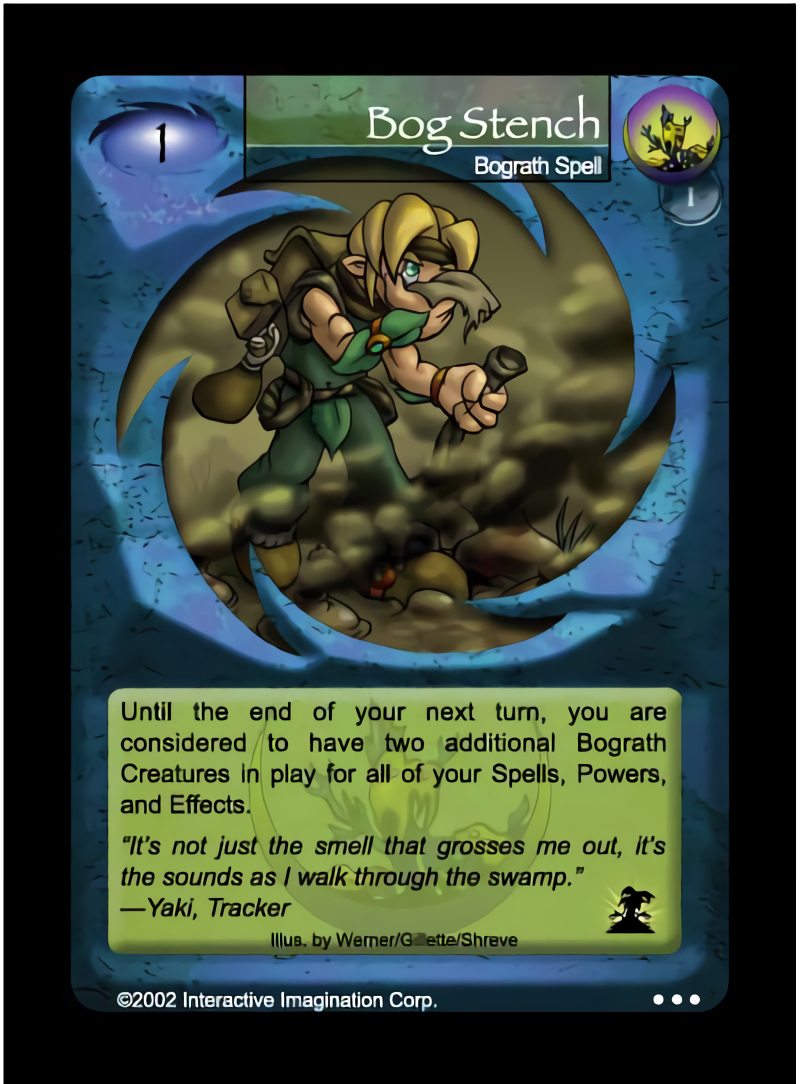 1
Bog Stench
Bograth Spell
1
Until the end of your next turn, you are
considered to have two additional Bograth
Creatures in play for all of your Spells, Powers,
and Effects.
"It's not just the smell that grosses me out, it's
the sounds as I walk through the swamp."
—Yaki, Tracker
Illus. by
©2002 Interactive Imagination Corp.